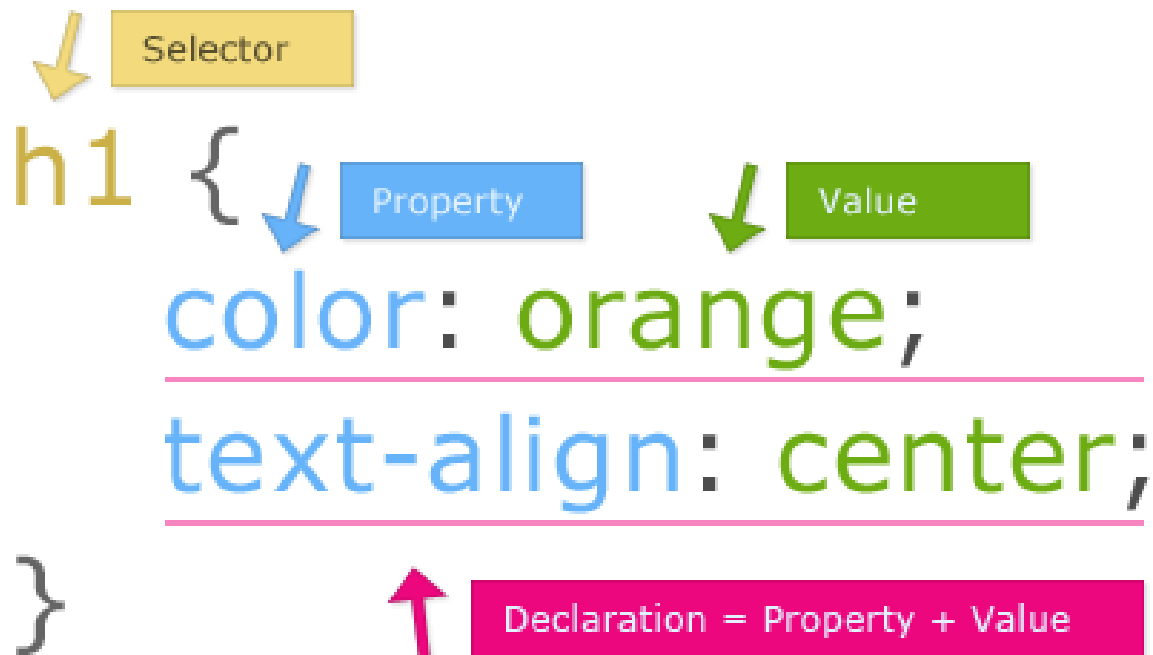 Selector
h1 {
Property
Value
color: orange;
text-align: center;
}
Declaration = Property + Value